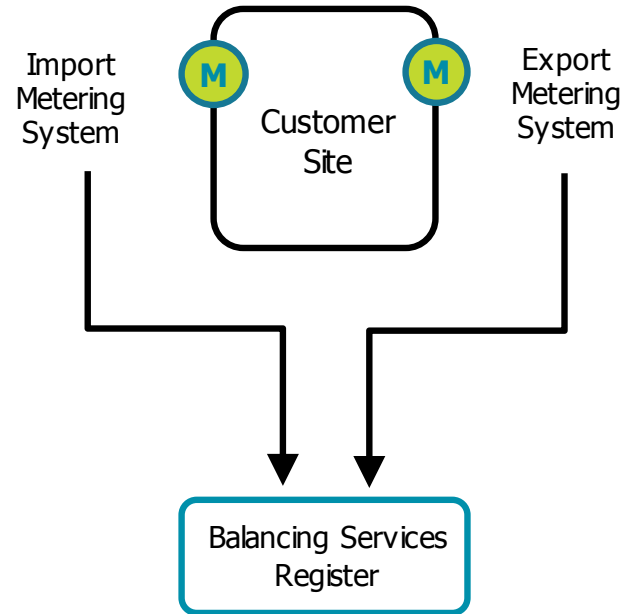 Import
Metering
System
M
Customer
Site
M
Export
Metering
System
Balancing Services
Register